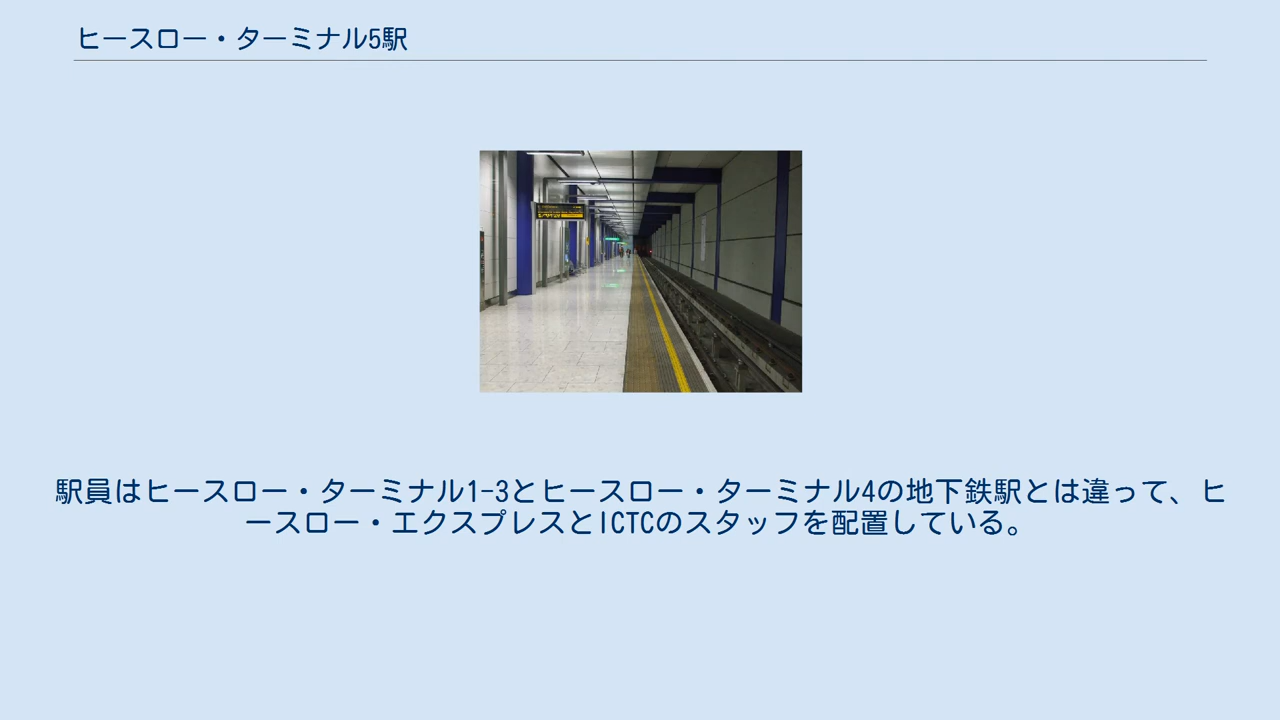 ヒースロー・ターミナル5駅
駅員はヒースロー・ターミナル1-3とヒースロー・ターミナル4の地下鉄駅とは違って、ヒ
ースロー・エクスプレスとICTCのスタッフを配置している。